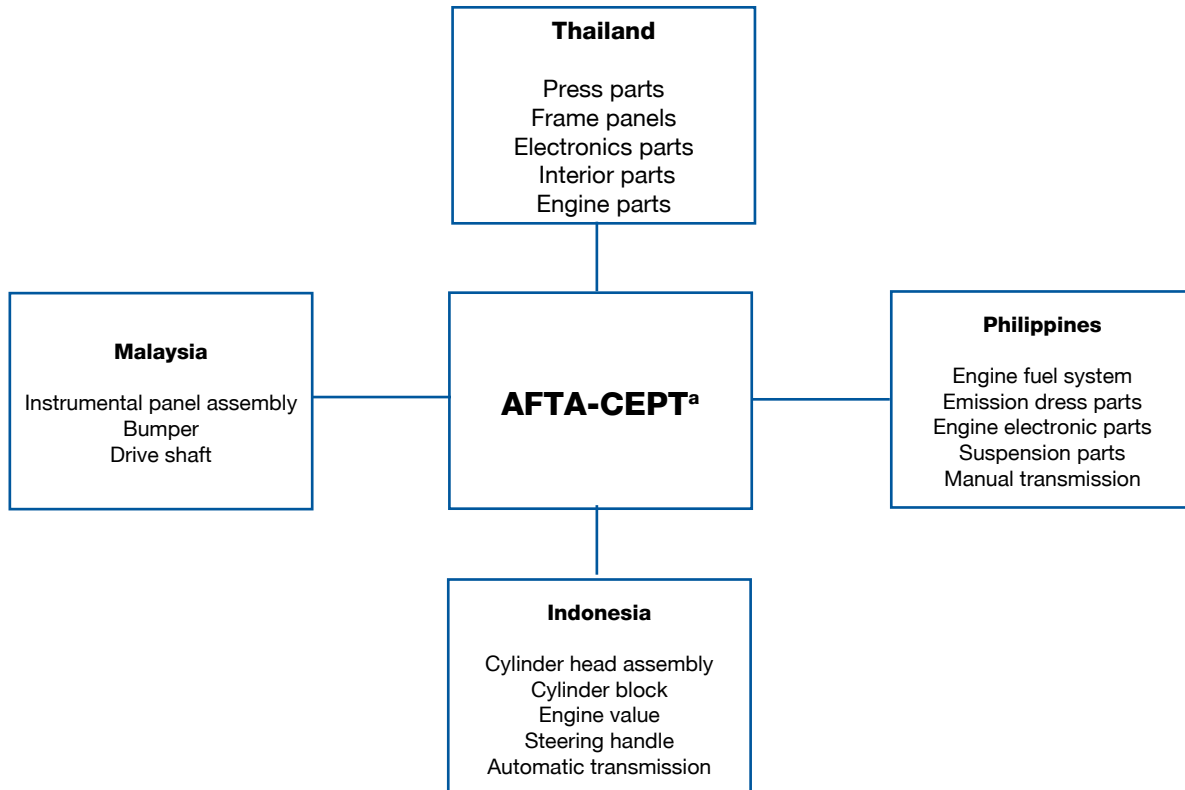 Thailand
Press parts
Frame panels
Electronics parts
Interior parts
Engine parts
Malaysia
Instrumental panel assembly
Bumper
Drive shaft
AFTA-CEPTᵃ
Philippines
Engine fuel system
Emission dress parts
Engine electronic parts
Suspension parts
Manual transmission
Indonesia
Cylinder head assembly
Cylinder block
Engine value
Steering handle
Automatic transmission